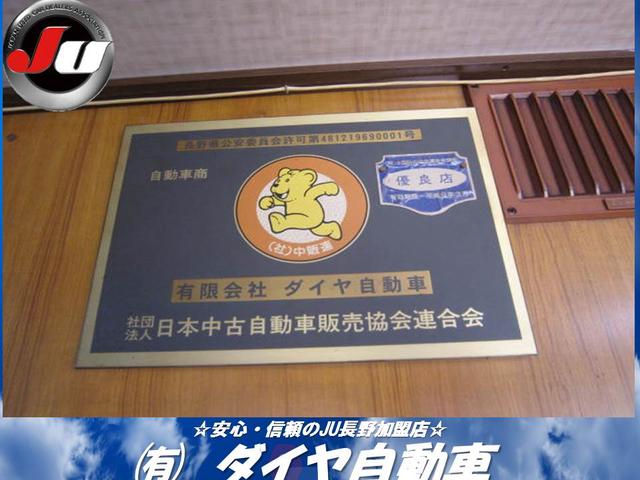 JU
長野県公安委員会許可第481219690001号
自動車商
優良店
(社)中販連
有限会社 ダイヤ自動車
社団法人 日本中古自動車販売協会連合会
☆安心・信頼のJU長野加盟店☆
㈲ ダイヤ自動車